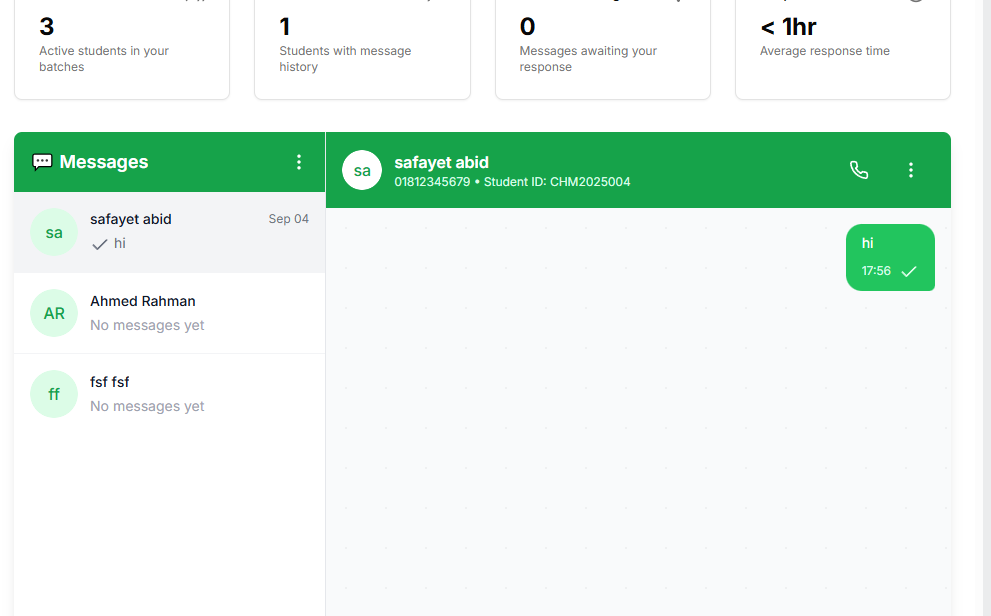 3
Active students in your
batches
1
Students with message
history
0
Messages awaiting your
response
< 1hr
Average response time
💬 Messages
sa
safayet abid
Sep 04
hi
AR
Ahmed Rahman
No messages yet
ff
fsf fsf
No messages yet
sa
safayet abid
01812345679 • Student ID: CHM2025004
hi
17:56